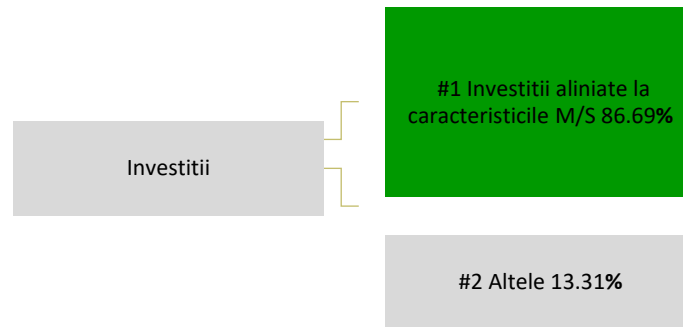 #1 Investitii aliniate la
caracteristicile M/S 86.69%
Investitii
#2 Altele 13.31%